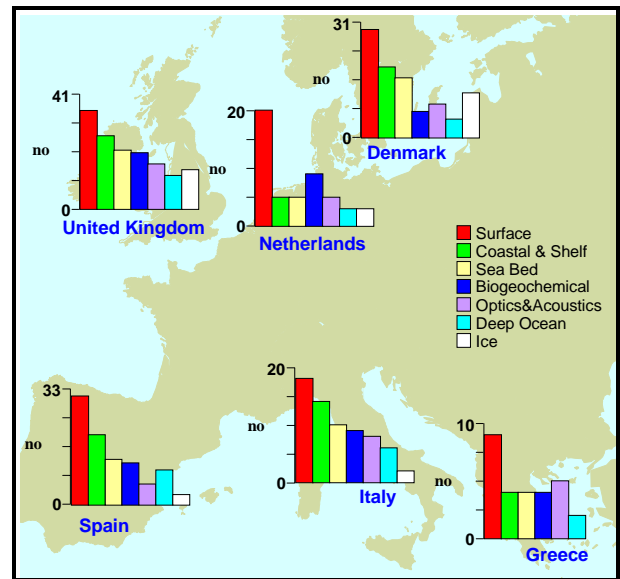 31
no
0
Denmark
41
no
0
United Kingdom
20
no
0
Netherlands
Surface
Coastal & Shelf
Sea Bed
Biogeochemical
Optics&Acoustics
Deep Ocean
Ice
33
no
0
Spain
20
no
0
Italy
10
no
0
Greece